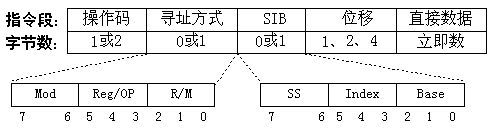 指令段: 操作码 寻址方式 SIB 位移 直接数据
字节数: 1或2 0或1 0或1 1、2、4 立即数
Mod Reg/OP R/M SS Index Base
7 6 5 4 3 2 1 0 7 6 5 4 3 2 1 0